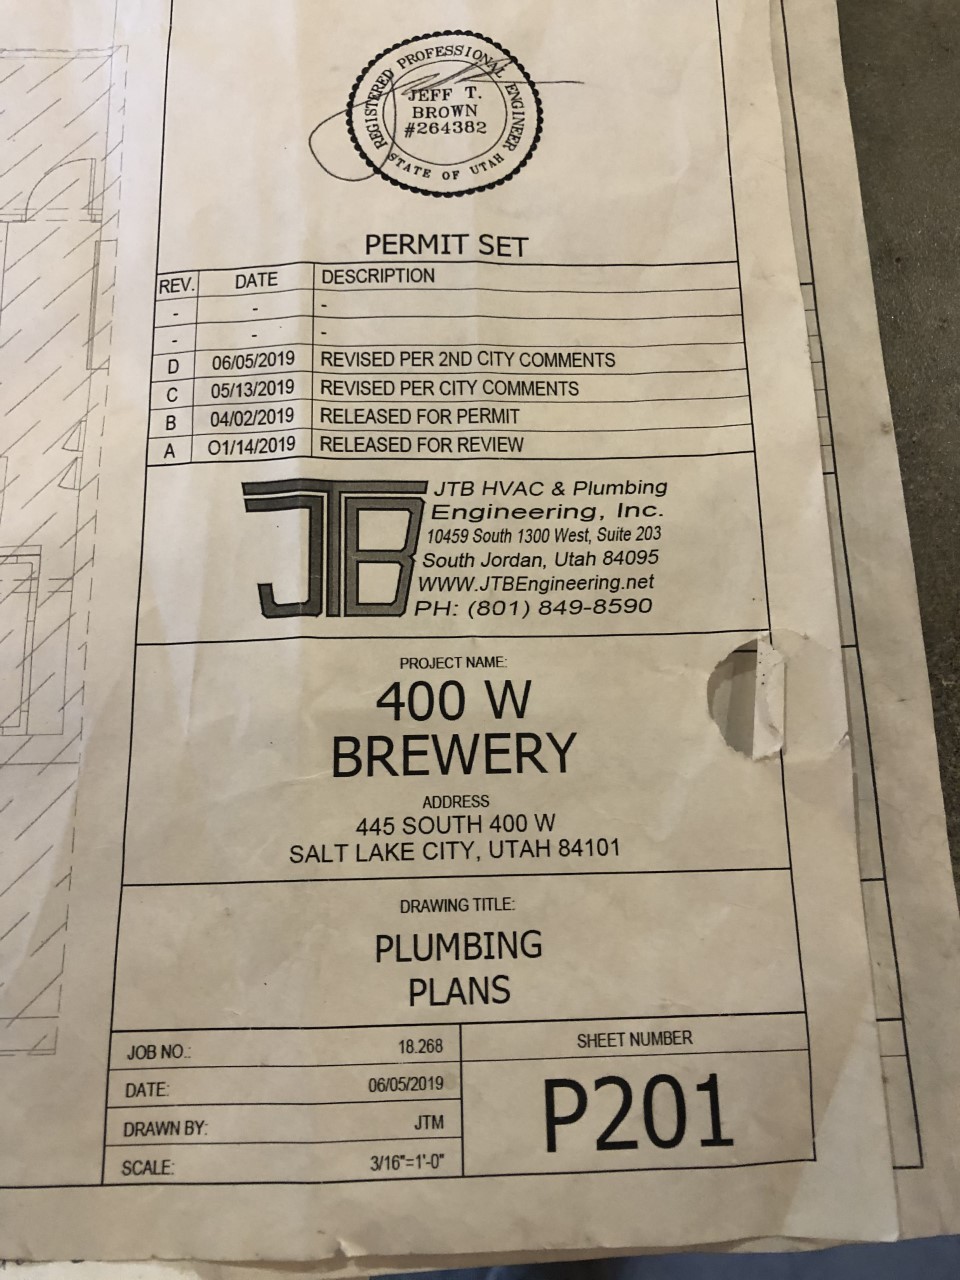 REGISTERED PROFESSIONAL ENGINEER
JEFF T.
BROWN
#264382
STATE OF UTAH
PERMIT SET
REV. DATE DESCRIPTION
- - -
- - -
D 06/05/2019 REVISED PER 2ND CITY COMMENTS
C 05/13/2019 REVISED PER CITY COMMENTS
B 04/02/2019 RELEASED FOR PERMIT
A 01/14/2019 RELEASED FOR REVIEW
JTB
JTB HVAC & Plumbing
Engineering, Inc.
10459 South 1300 West, Suite 203
South Jordan, Utah 84095
WWW.JTBEngineering.net
PH: (801) 849-8590
PROJECT NAME:
400 W
BREWERY
ADDRESS
445 SOUTH 400 W
SALT LAKE CITY, UTAH 84101
DRAWING TITLE:
PLUMBING
PLANS
JOB NO.: 18.268
DATE: 06/05/2019
DRAWN BY: JTM
SCALE: 3/16"=1'-0"
SHEET NUMBER
P201